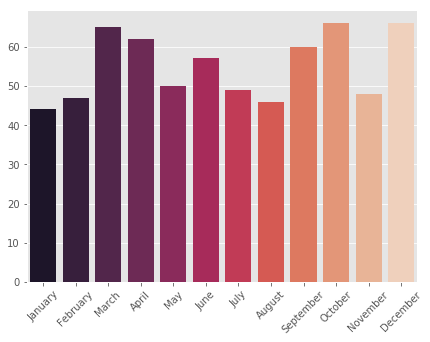 60
50
40
30
20
10
0
January
February
March
April
May
June
July
August
September
October
November
December